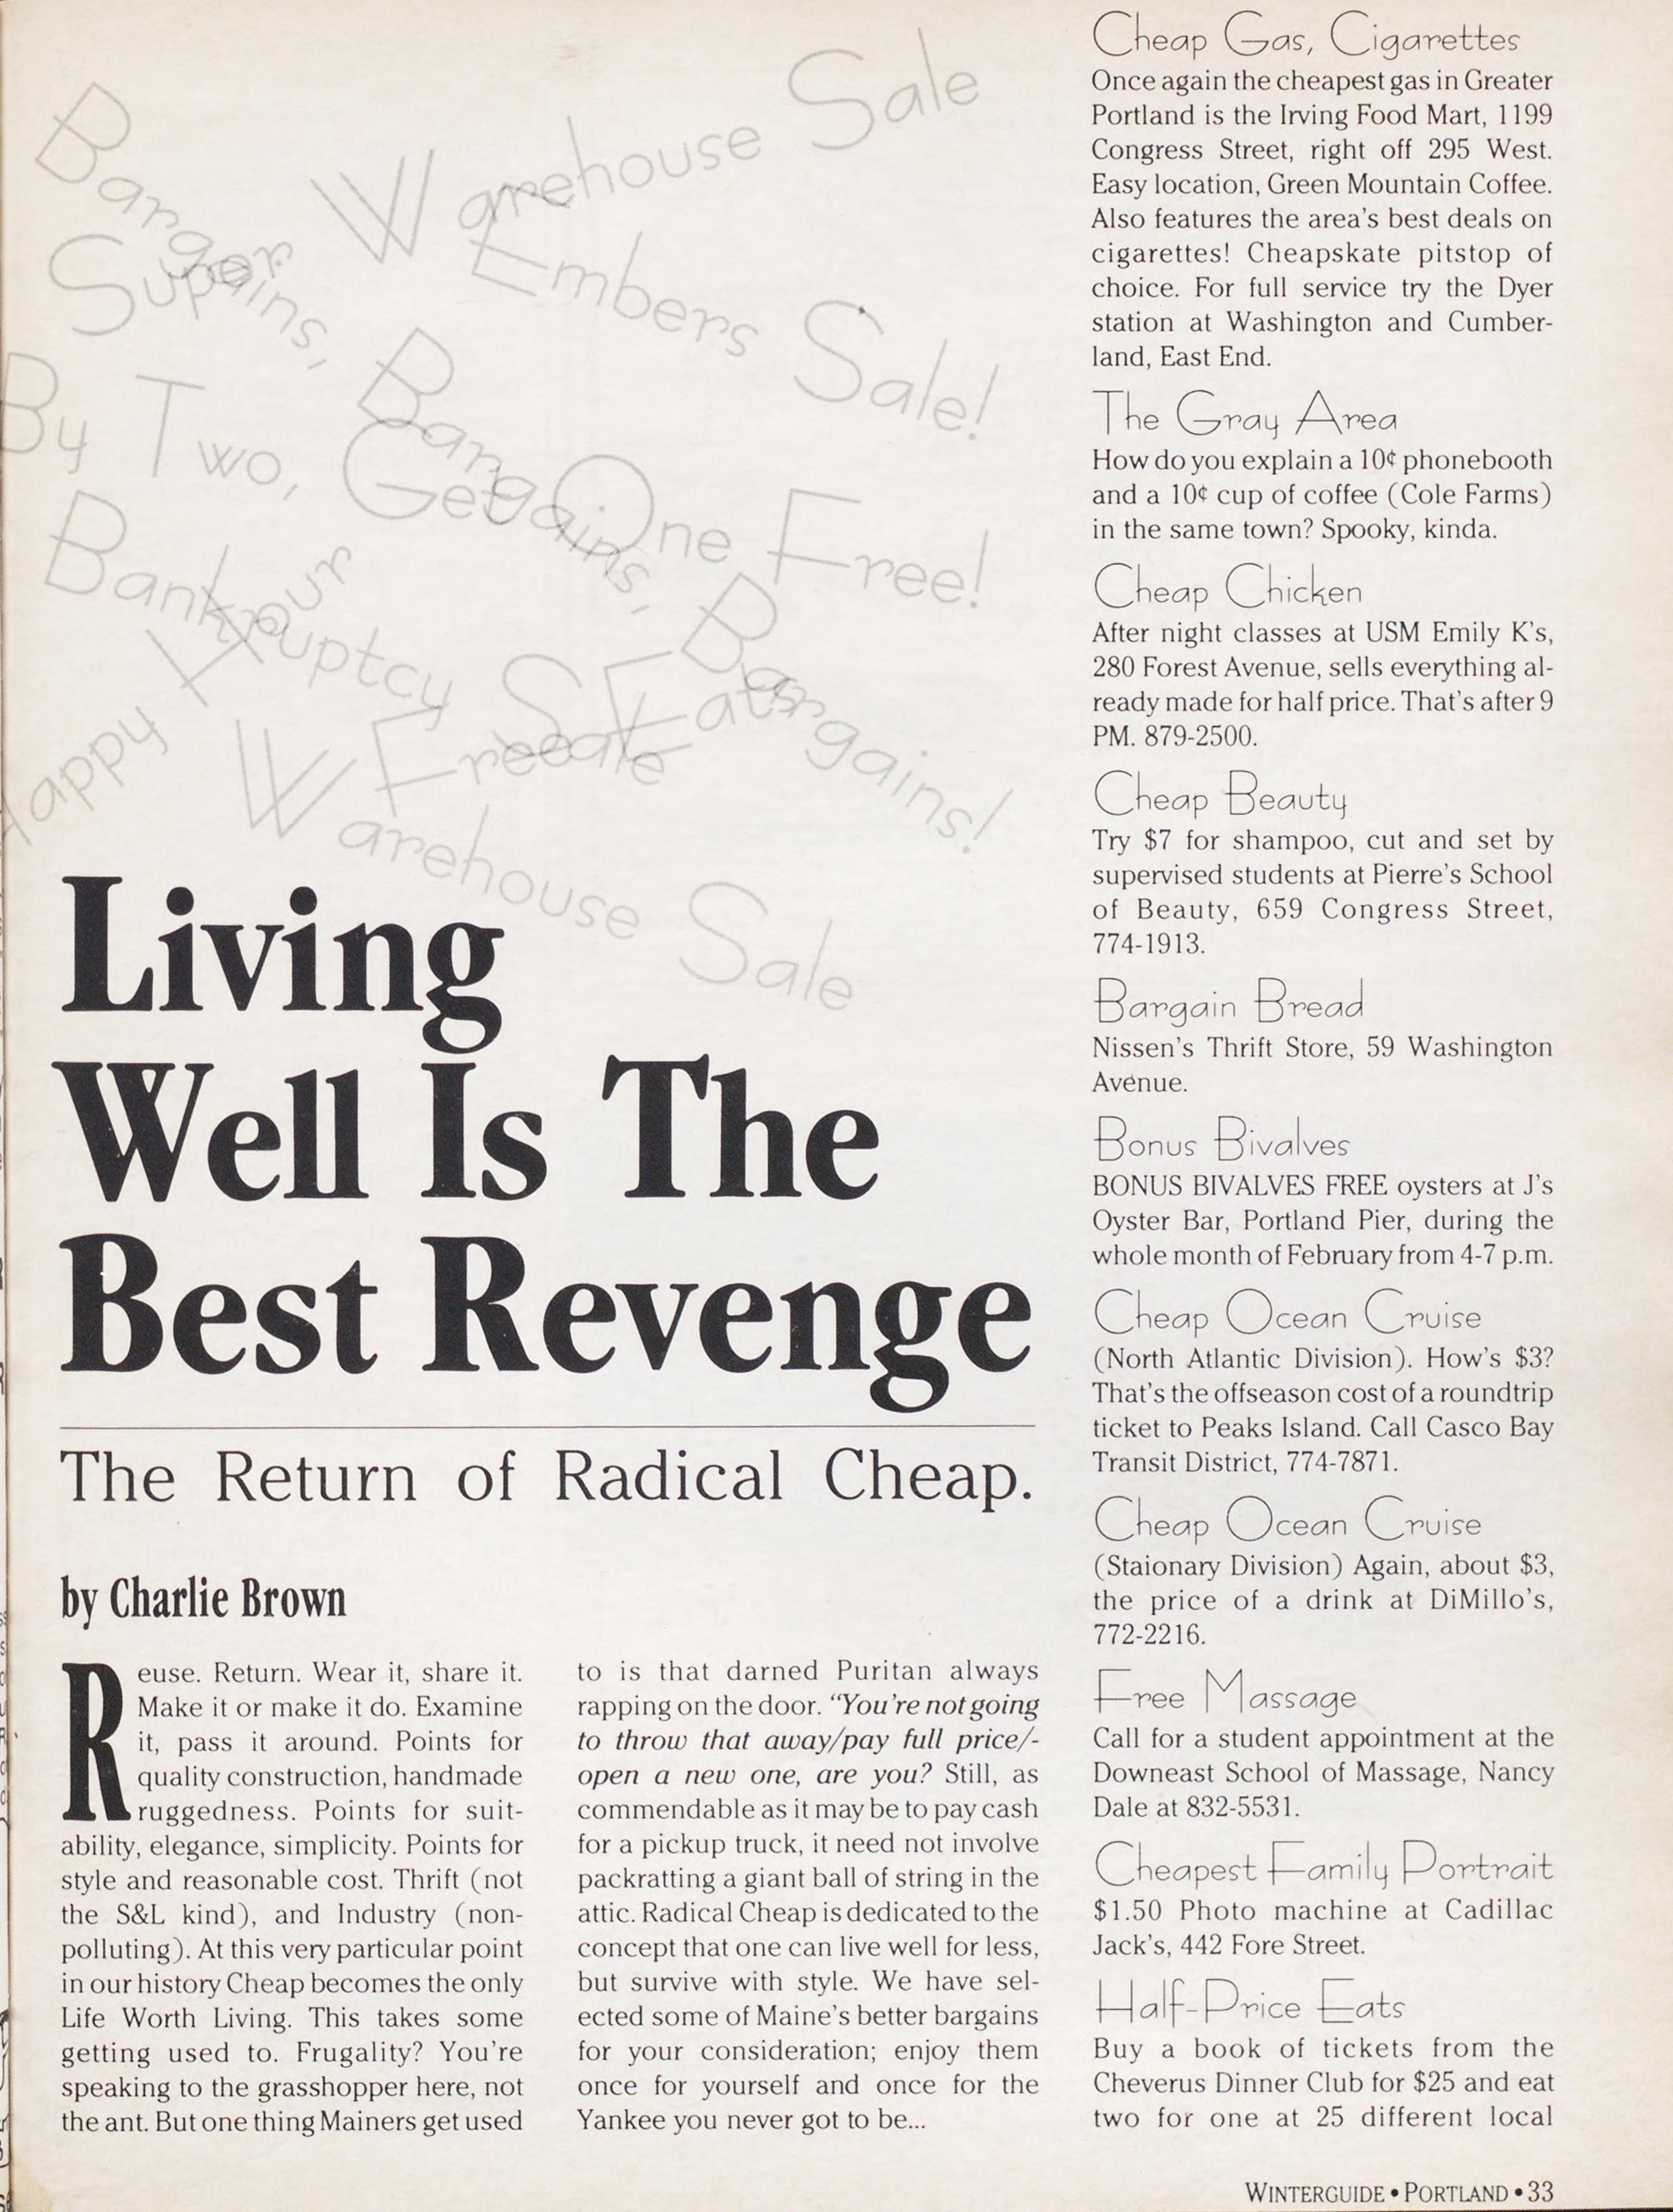 Bargains, Bargains, Bargains!
Super Warehouse Sale
Embers Sale!
By Two, Get One Free!
Bankruptcy Sale
Happy Hour
Free Eats
Warehouse Sale
Living
Well Is The
Best Revenge
The Return of Radical Cheap.
by Charlie Brown
Reuse. Return. Wear it, share it.
Make it or make it do. Examine
it, pass it around. Points for
quality construction, handmade
ruggedness. Points for suit-
ability, elegance, simplicity. Points for
style and reasonable cost. Thrift (not
the S&L kind), and Industry (non-
polluting). At this very particular point
in our history Cheap becomes the only
Life Worth Living. This takes some
getting used to. Frugality? You're
speaking to the grasshopper here, not
the ant. But one thing Mainers get used
to is that darned Puritan always
rapping on the door. "You're not going
to throw that away/pay full price/-
open a new one, are you? Still, as
commendable as it may be to pay cash
for a pickup truck, it need not involve
packratting a giant ball of string in the
attic. Radical Cheap is dedicated to the
concept that one can live well for less,
but survive with style. We have sel-
ected some of Maine's better bargains
for your consideration; enjoy them
once for yourself and once for the
Yankee you never got to be...
Cheap Gas, Cigarettes
Once again the cheapest gas in Greater
Portland is the Irving Food Mart, 1199
Congress Street, right off 295 West.
Easy location, Green Mountain Coffee.
Also features the area's best deals on
cigarettes! Cheapskate pitstop of
choice. For full service try the Dyer
station at Washington and Cumber-
land, East End.
The Gray Area
How do you explain a 10¢ phonebooth
and a 10¢ cup of coffee (Cole Farms)
in the same town? Spooky, kinda.
Cheap Chicken
After night classes at USM Emily K's,
280 Forest Avenue, sells everything al-
ready made for half price. That's after 9
PM. 879-2500.
Cheap Beauty
Try $7 for shampoo, cut and set by
supervised students at Pierre's School
of Beauty, 659 Congress Street,
774-1913.
Bargain Bread
Nissen's Thrift Store, 59 Washington
Avenue.
Bonus Bivalves
BONUS BIVALVES FREE oysters at J's
Oyster Bar, Portland Pier, during the
whole month of February from 4-7 p.m.
Cheap Ocean Cruise
(North Atlantic Division). How's $3?
That's the offseason cost of a roundtrip
ticket to Peaks Island. Call Casco Bay
Transit District, 774-7871.
Cheap Ocean Cruise
(Staionary Division) Again, about $3,
the price of a drink at DiMillo's,
772-2216.
Free Massage
Call for a student appointment at the
Downeast School of Massage, Nancy
Dale at 832-5531.
Cheapest Family Portrait
$1.50 Photo machine at Cadillac
Jack's, 442 Fore Street.
Half-Price Eats
Buy a book of tickets from the
Cheverus Dinner Club for $25 and eat
two for one at 25 different local
WINTERGUIDE • PORTLAND • 33